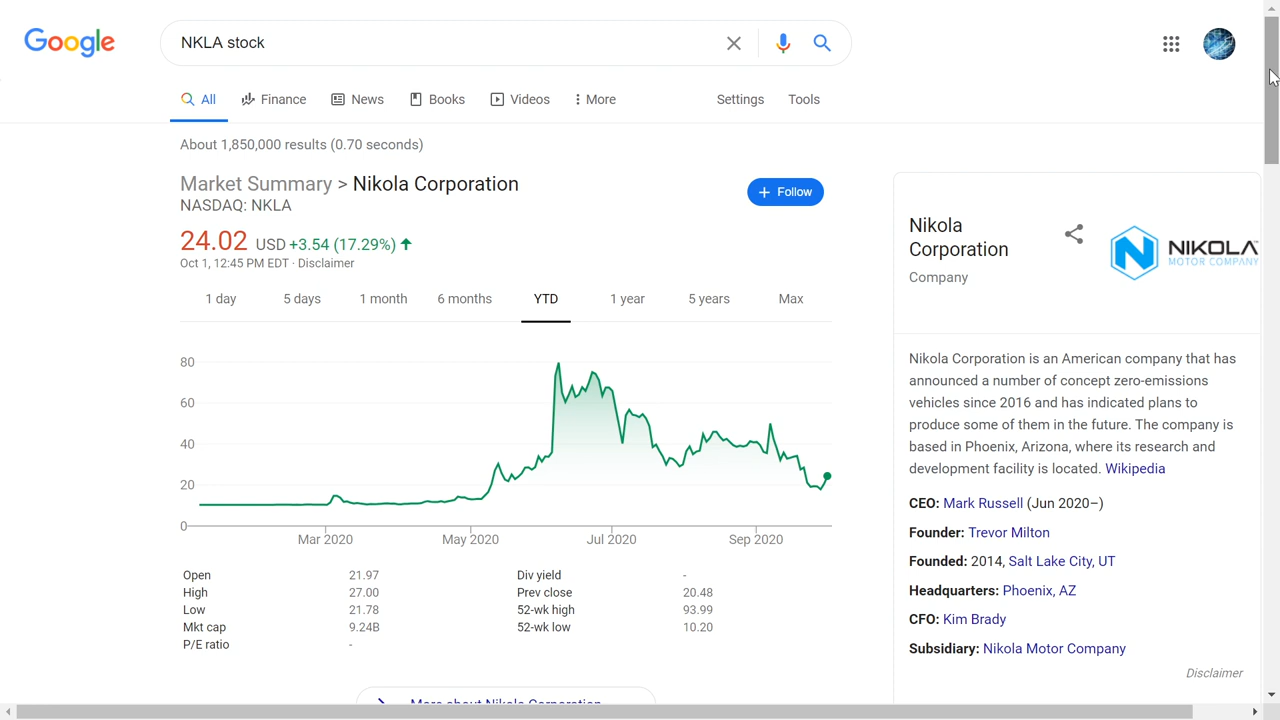 Google
NKLA stock
All
Finance
News
Books
Videos
More
Settings
Tools
About 1,850,000 results (0.70 seconds)
Market Summary > Nikola Corporation
NASDAQ: NKLA
Follow
24.02 USD +3.54 (17.29%)
Oct 1, 12:45 PM EDT · Disclaimer
1 day 5 days 1 month 6 months YTD 1 year 5 years Max
80
60
40
20
0
Mar 2020 May 2020 Jul 2020 Sep 2020
Open 21.97 Div yield -
High 27.00 Prev close 20.48
Low 21.78 52-wk high 93.99
Mkt cap 9.24B 52-wk low 10.20
P/E ratio -
More about Nikola Corporation
Nikola
Corporation
Company
NIKOLA
MOTOR COMPANY
Nikola Corporation is an American company that has
announced a number of concept zero-emissions
vehicles since 2016 and has indicated plans to
produce some of them in the future. The company is
based in Phoenix, Arizona, where its research and
development facility is located. Wikipedia
CEO: Mark Russell (Jun 2020–)
Founder: Trevor Milton
Founded: 2014, Salt Lake City, UT
Headquarters: Phoenix, AZ
CFO: Kim Brady
Subsidiary: Nikola Motor Company
Disclaimer